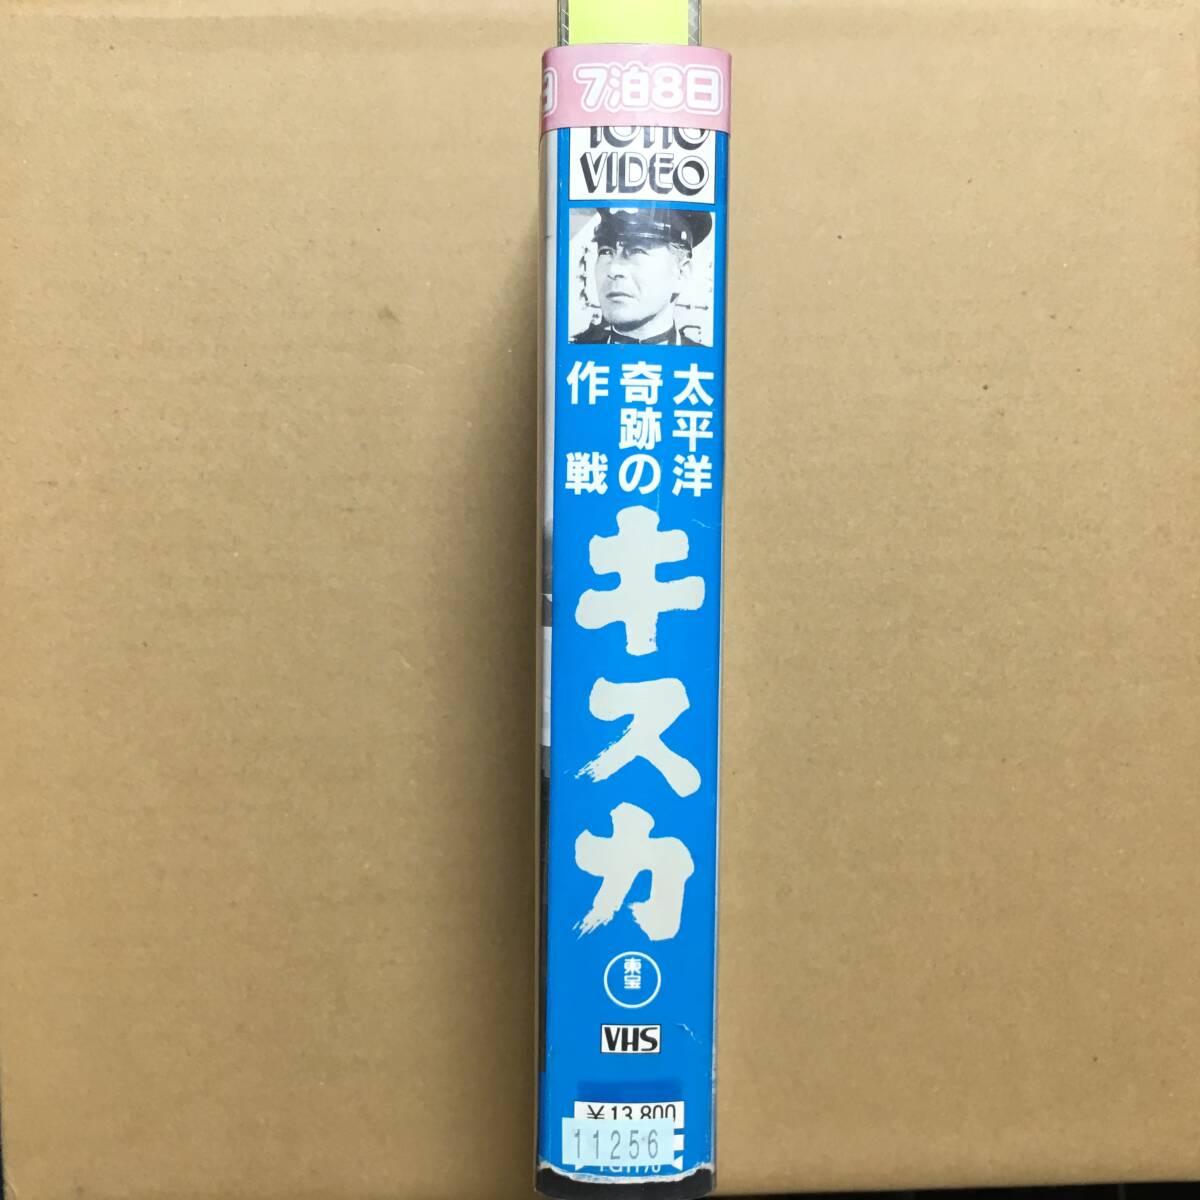 7泊8日
TOHO
VIDEO
太平洋
奇跡の
作戦
キスカ
東宝
VHS
¥13,800
11256